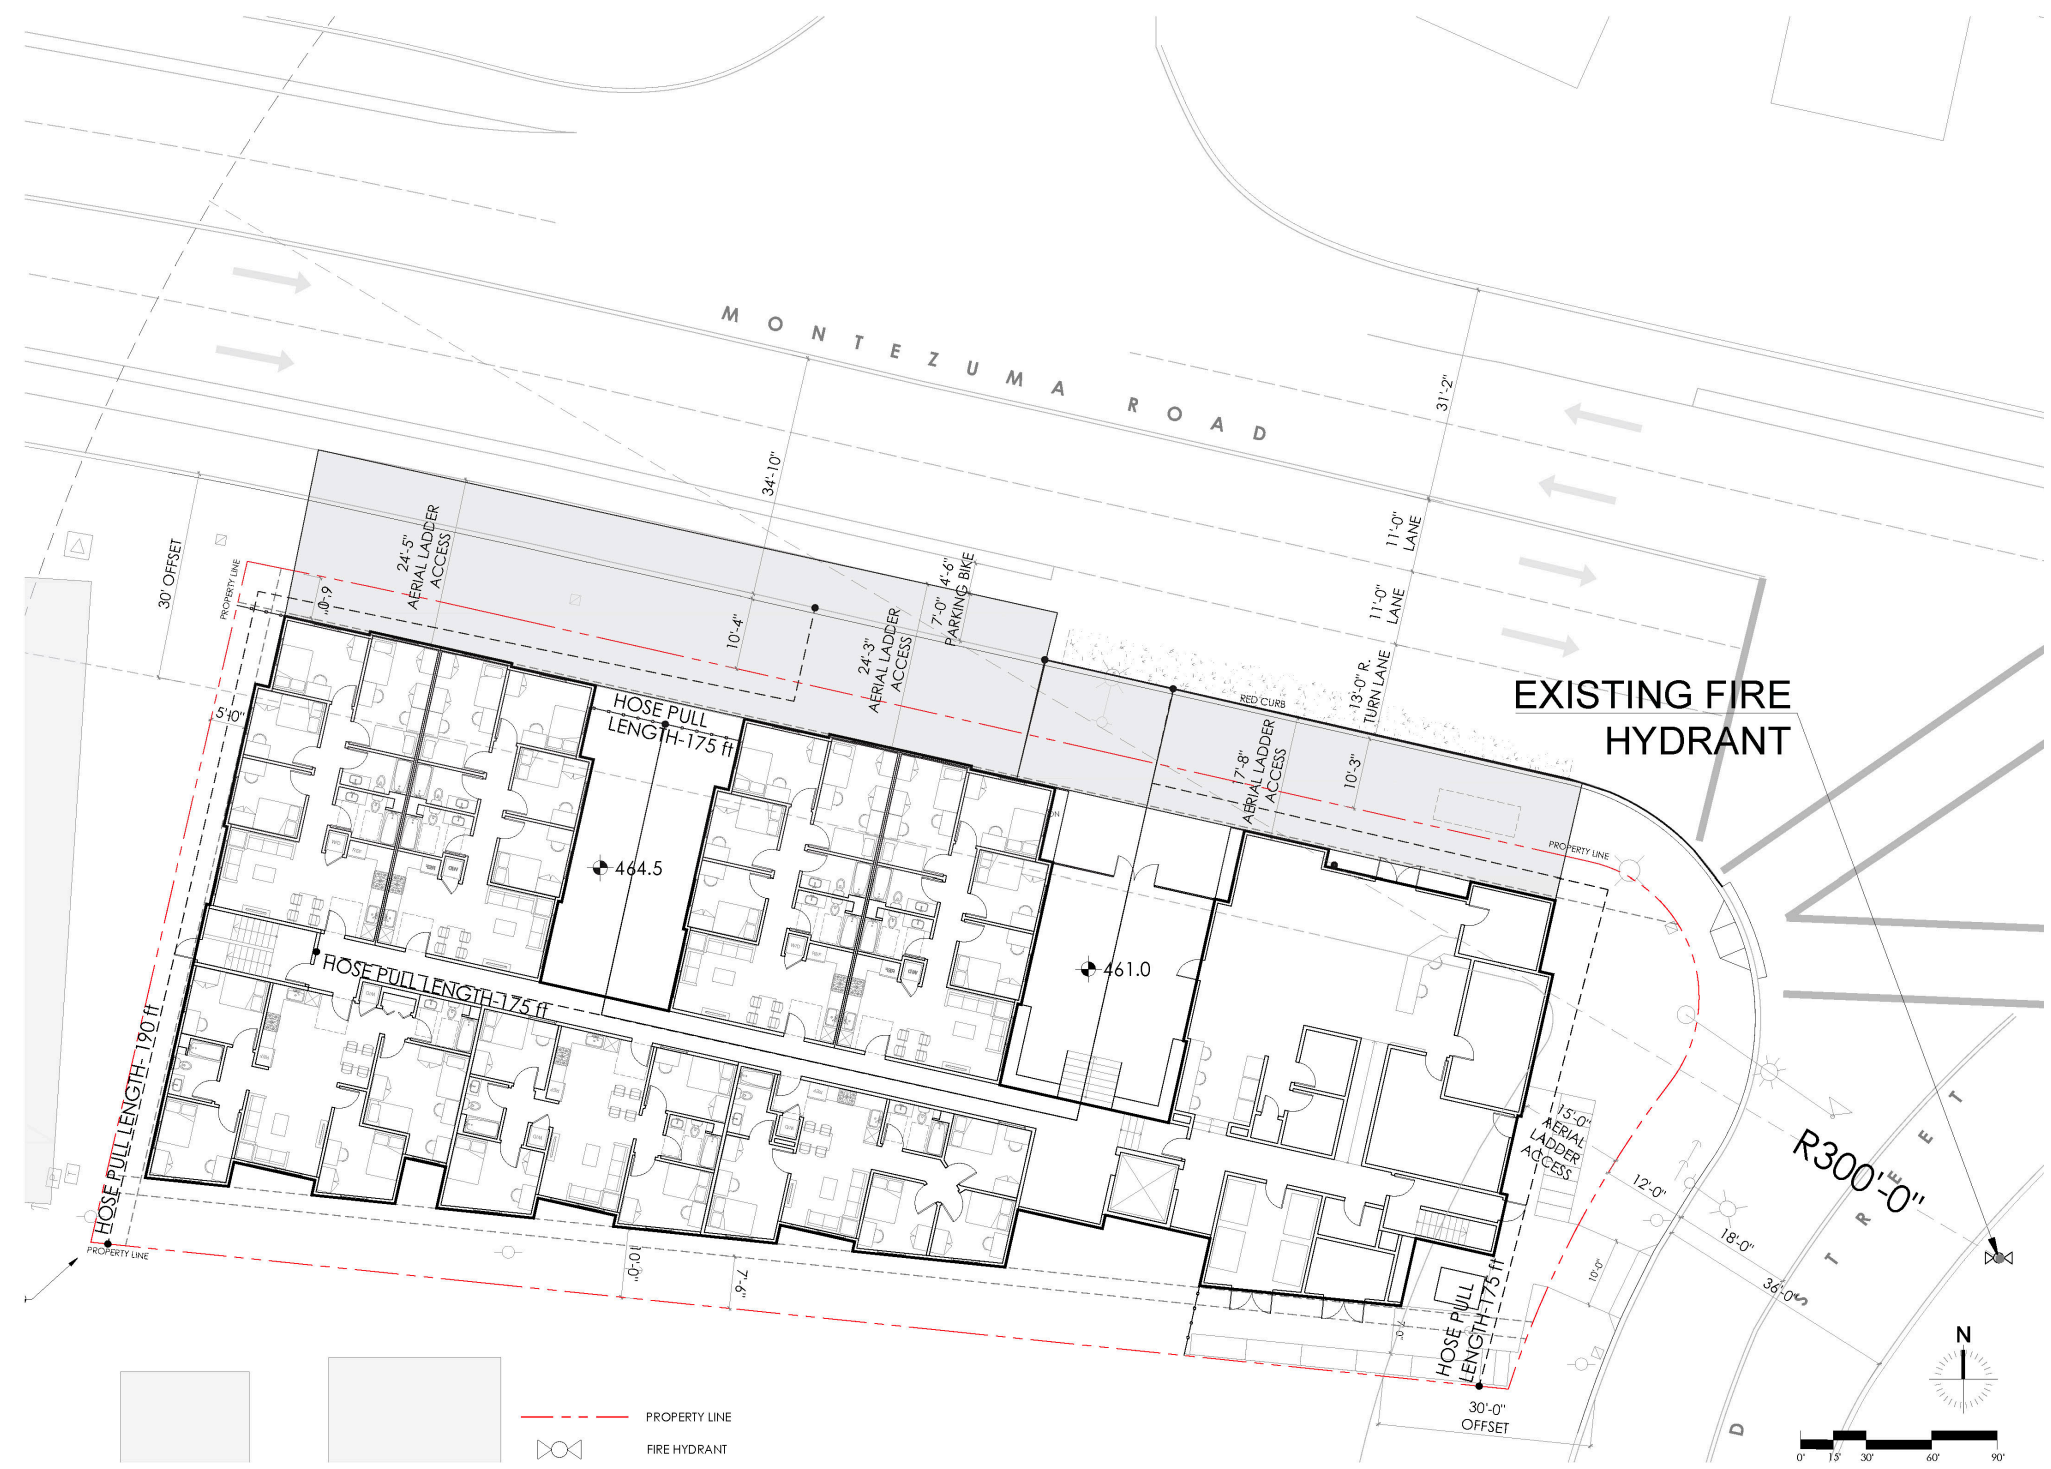 MONTEZUMA ROAD
31'-2"
34'-10"
11'-0"
LANE
11'-0"
LANE
13'-0" R.
TURN LANE
24'-5"
AERIAL LADDER
ACCESS
30' OFFSET
PROPERTY LINE
6'-0"
10'-4"
24'-3"
AERIAL LADDER
ACCESS
4'-6"
BIKE
7'-0"
PARKING
RED CURB
17'-8"
AERIAL LADDER
ACCESS
10'-3"
EXISTING FIRE
HYDRANT
5'-0"
HOSE PULL
LENGTH-175 ft
PROPERTY LINE
464.5
461.0
HOSE PULL LENGTH-175 ft
HOSE PULL LENGTH-190 ft
15'-0"
AERIAL
LADDER
ACCESS
R300'-0"
12'-0"
18'-0"
36'-0"
10'-0"
D STREET
PROPERTY LINE
10'-0"
7'-6"
7'-0"
HOSE PULL
LENGTH-175 ft
30'-0"
OFFSET
N
PROPERTY LINE
FIRE HYDRANT
0' 15' 30' 60' 90'